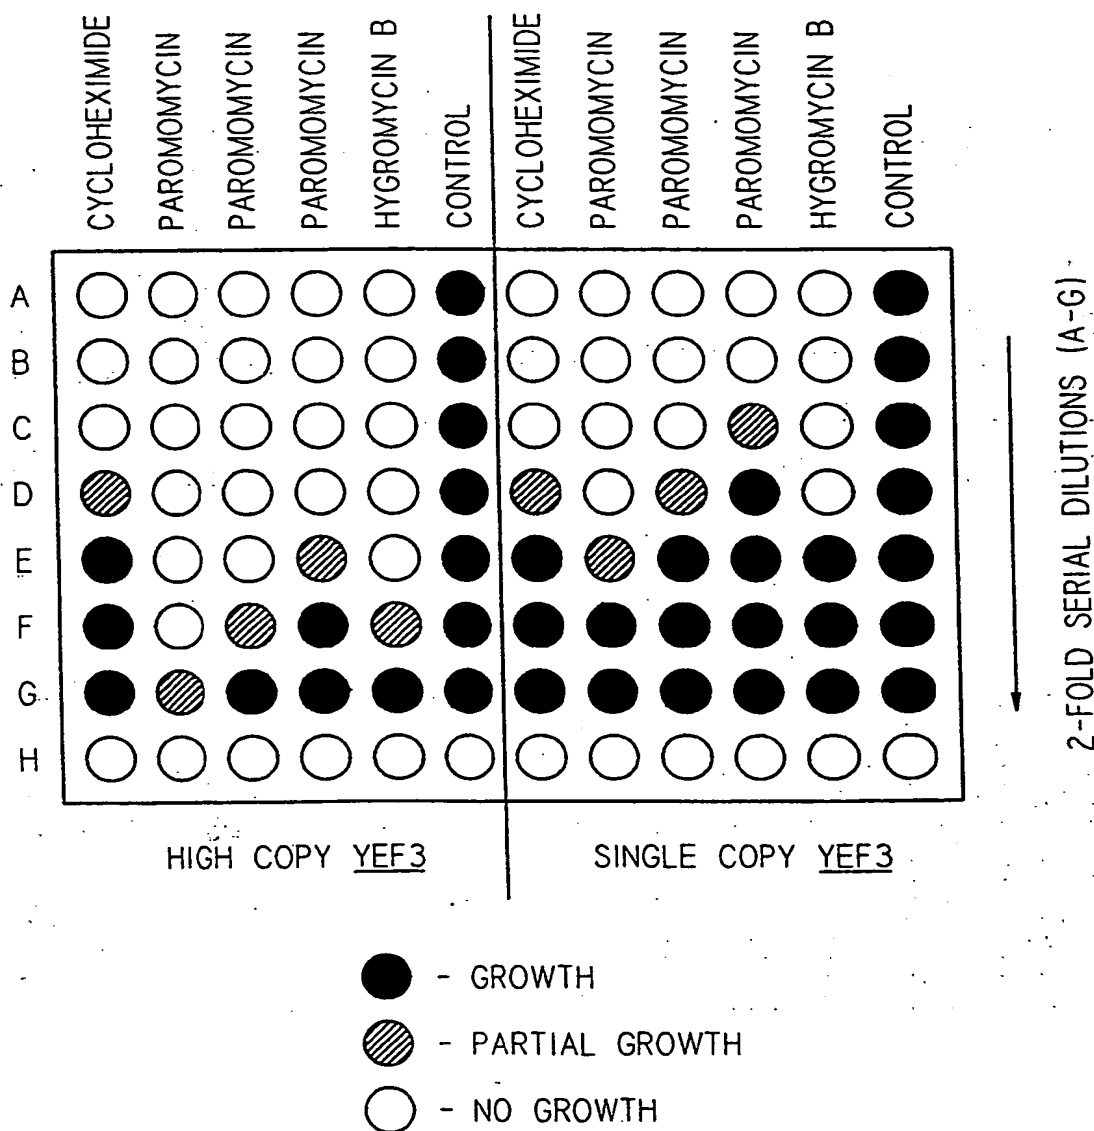 CYCLOHEXIMIDE
PAROMOMYCIN
PAROMOMYCIN
PAROMOMYCIN
HYGROMYCIN B
CONTROL
CYCLOHEXIMIDE
PAROMOMYCIN
PAROMOMYCIN
PAROMOMYCIN
HYGROMYCIN B
CONTROL
A
B
C
D
E
F
G
H
2-FOLD SERIAL DILUTIONS (A-G)
HIGH COPY YEF3
SINGLE COPY YEF3
- GROWTH
- PARTIAL GROWTH
- NO GROWTH